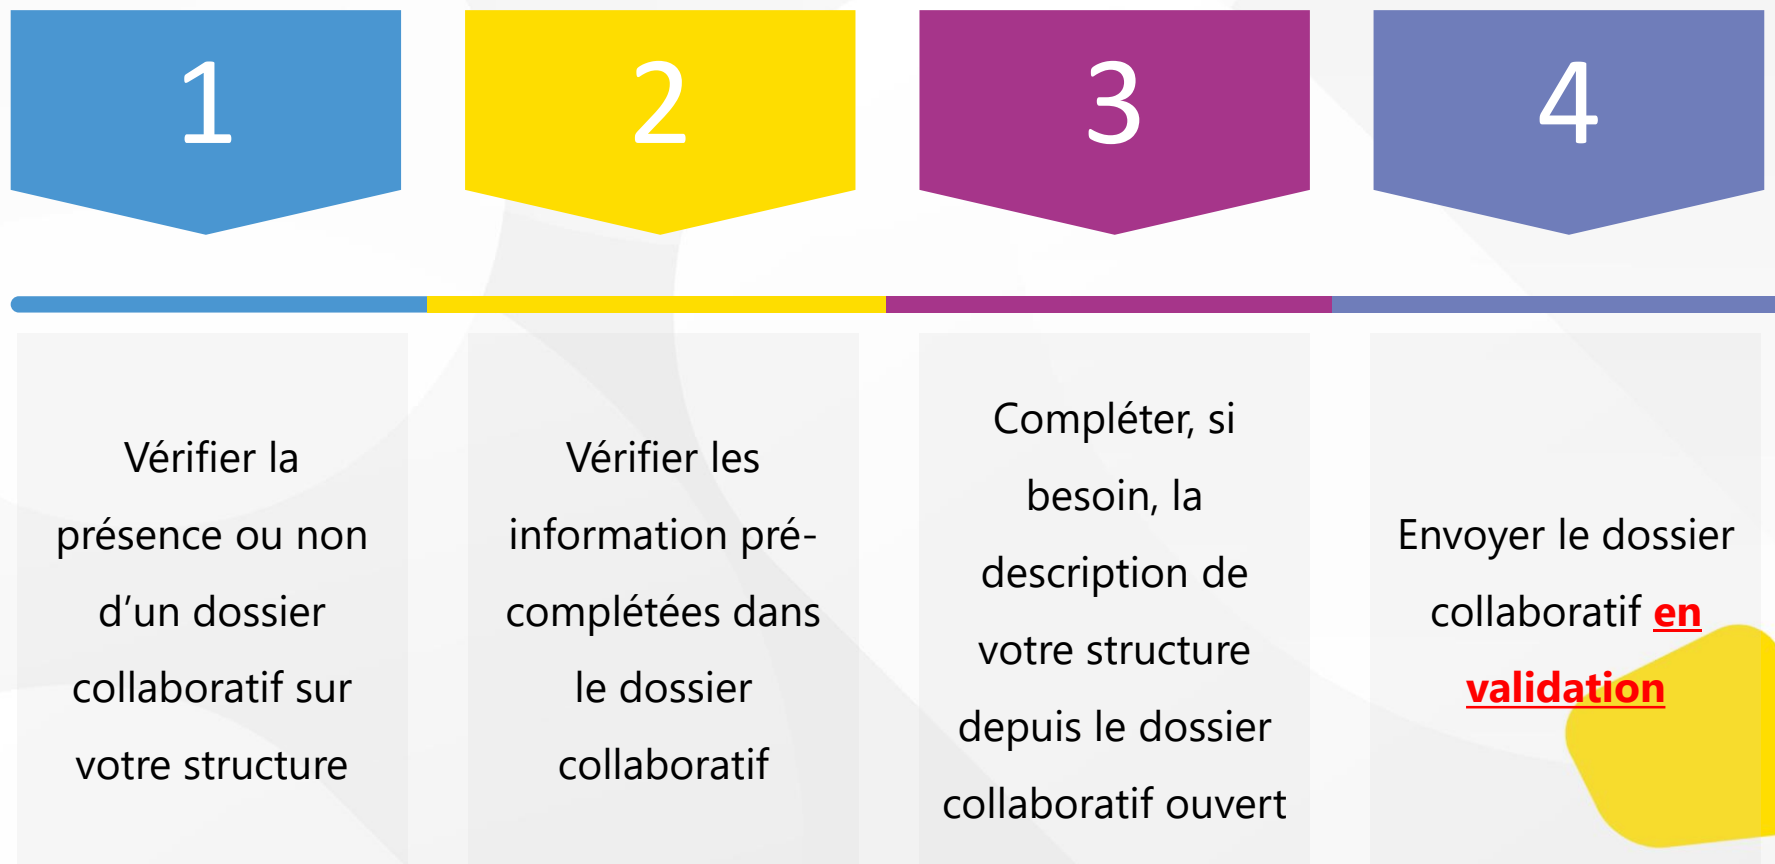 1
2
3
4
Vérifier la
présence ou non
d’un dossier
collaboratif sur
votre structure
Vérifier les
information pré-
complétées dans
le dossier
collaboratif
Compléter, si
besoin, la
description de
votre structure
depuis le dossier
collaboratif ouvert
Envoyer le dossier
collaboratif en
validation